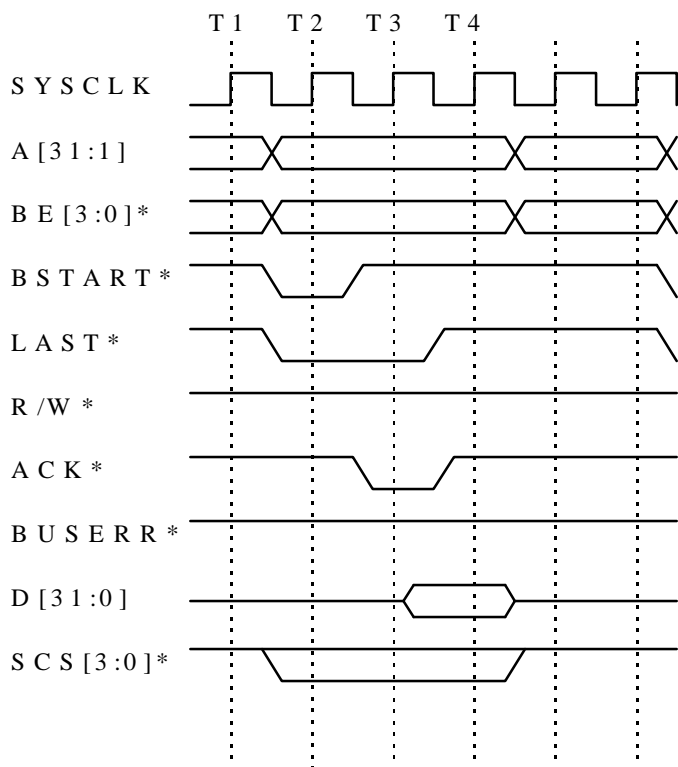 T1 T2 T3 T4
SYSCLK
A[31:1]
BE[3:0]*
BSTART*
LAST*
R/W*
ACK*
BUSERR*
D[31:0]
SCS[3:0]*